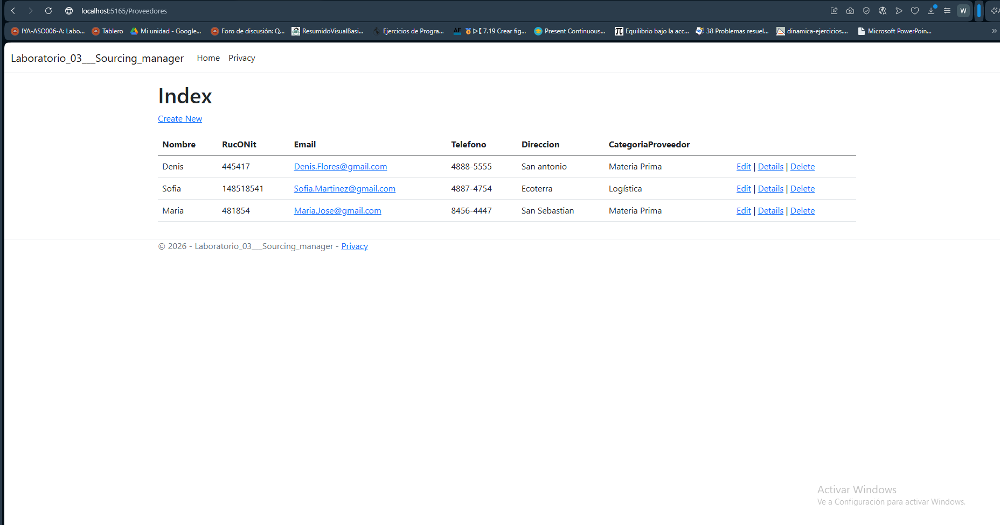 localhost:5165/Proveedores
W
IYA-ASO006-A: Labo... Tablero Mi unidad - Google... Foro de discusión: Q... ResumidoVisualBasi... Ejercicios de Progra... AF 7.19 Crear fig... Present Continuous... Equilibrio bajo la acc... 38 Problemas resuel... dinamica-ejercicios.... Microsoft PowerPoin... »
Laboratorio_03___Sourcing_manager Home Privacy
Index
Create New
Nombre RucONit Email Telefono Direccion CategoriaProveedor
Denis 445417 Denis.Flores@gmail.com 4888-5555 San antonio Materia Prima Edit | Details | Delete
Sofia 148518541 Sofia.Martinez@gmail.com 4887-4754 Ecoterra Logística Edit | Details | Delete
Maria 481854 Maria.Jose@gmail.com 8456-4447 San Sebastian Materia Prima Edit | Details | Delete
© 2026 - Laboratorio_03___Sourcing_manager - Privacy
Activar Windows
Ve a Configuración para activar Windows.